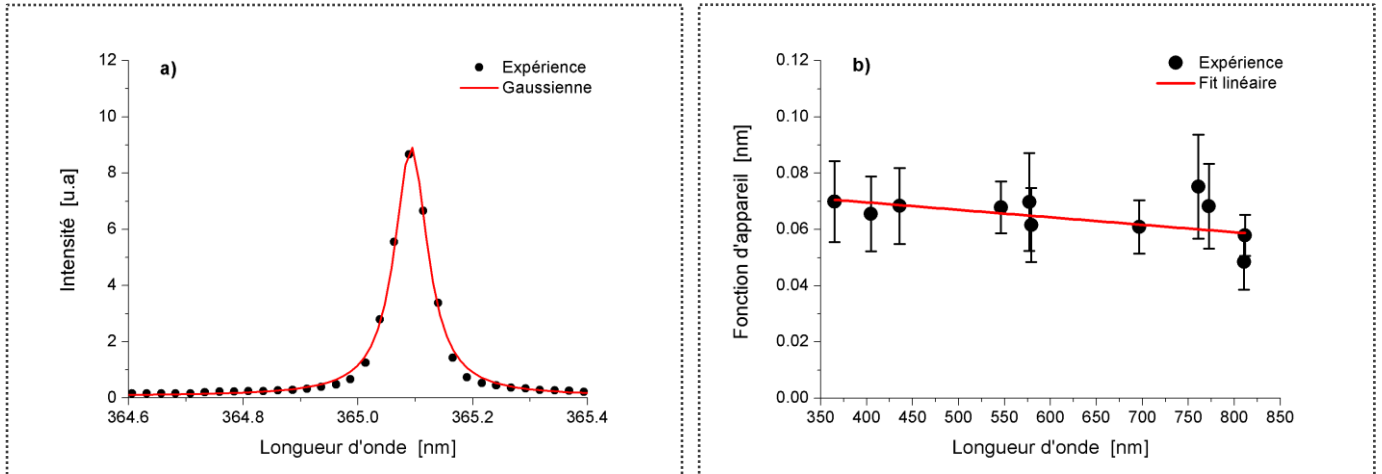 a)
Expérience
Gaussienne
12
10
8
6
4
2
0
364.6 364.8 365.0 365.2 365.4
Intensité [u.a]
Longueur d'onde [nm]
b)
Expérience
Fit linéaire
0.12
0.10
0.08
0.06
0.04
0.02
0.00
350 400 450 500 550 600 650 700 750 800 850
Fonction d'appareil [nm]
Longueur d'onde [nm]